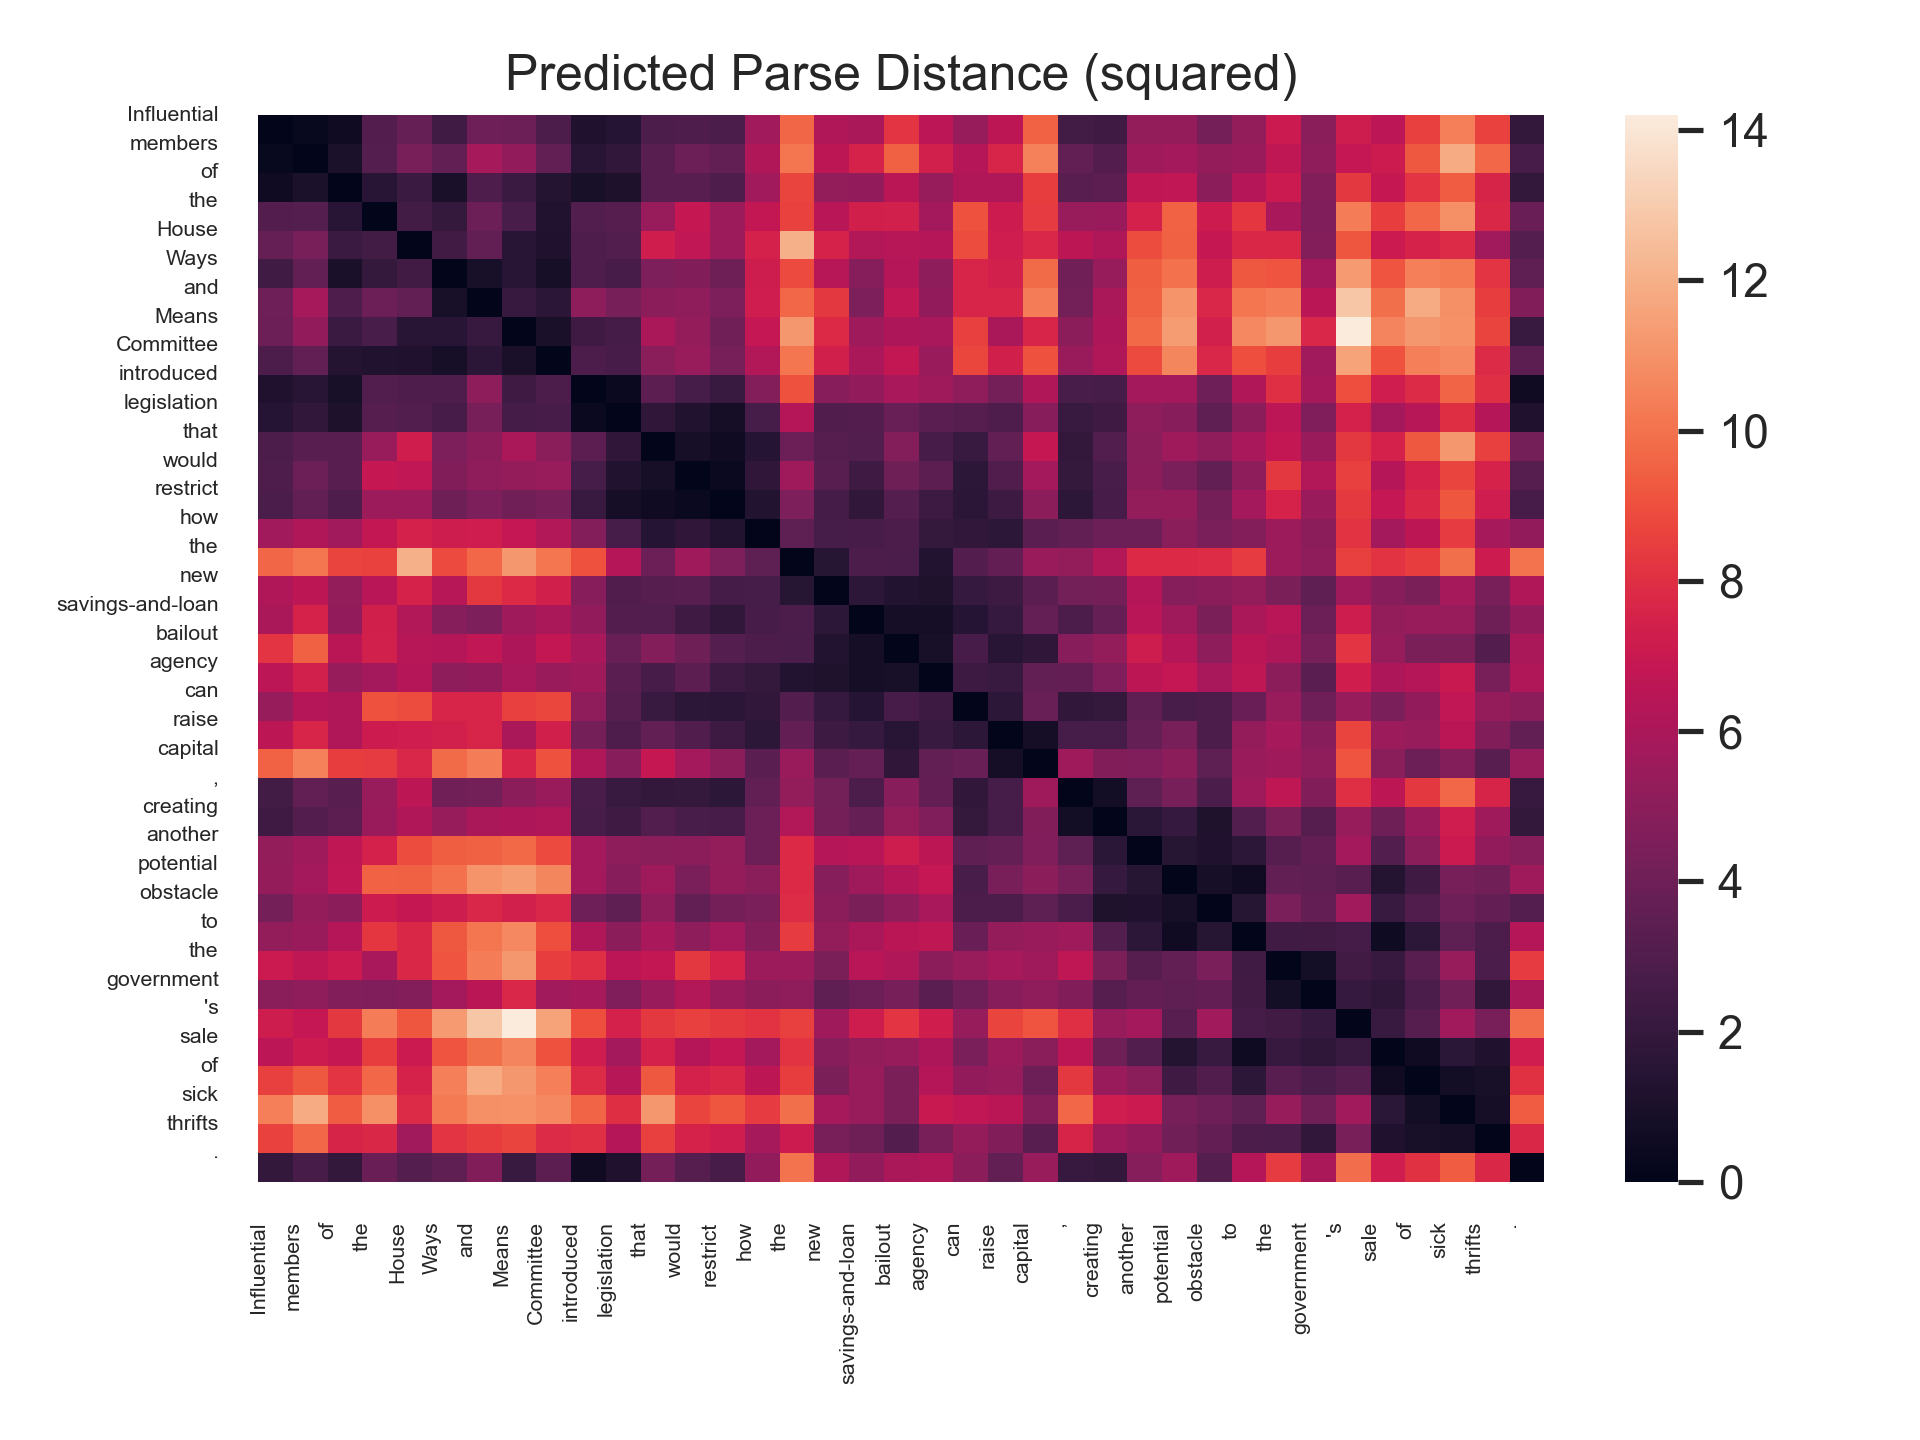 Predicted Parse Distance (squared)
Influential
members
of
the
House
Ways
and
Means
Committee
introduced
legislation
that
would
restrict
how
the
new
savings-and-loan
bailout
agency
can
raise
capital
,
creating
another
potential
obstacle
to
the
government
's
sale
of
sick
thrifts
.
14
12
10
8
6
4
2
0
Influential
members
of
the
House
Ways
and
Means
Committee
introduced
legislation
that
would
restrict
how
the
new
savings-and-loan
bailout
agency
can
raise
capital
,
creating
another
potential
obstacle
to
the
government
's
sale
of
sick
thrifts
.